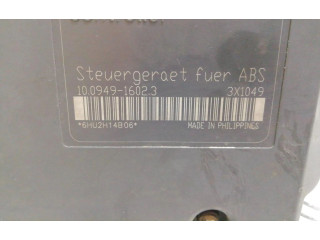 Steuergeraet fuer ABS
10.0949-1602.3 3X1049
*6HU2H14B06* MADE IN PHILIPPINES